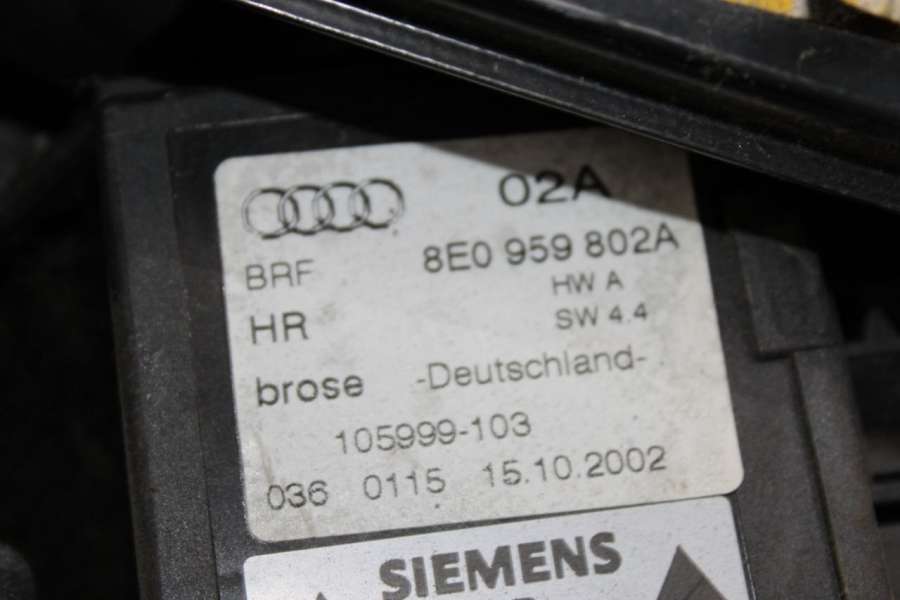 02A
8E0 959 802A
BRF
HW A
HR
SW 4.4
brose -Deutschland-
105999-103
036 0115 15.10.2002
SIEMENS